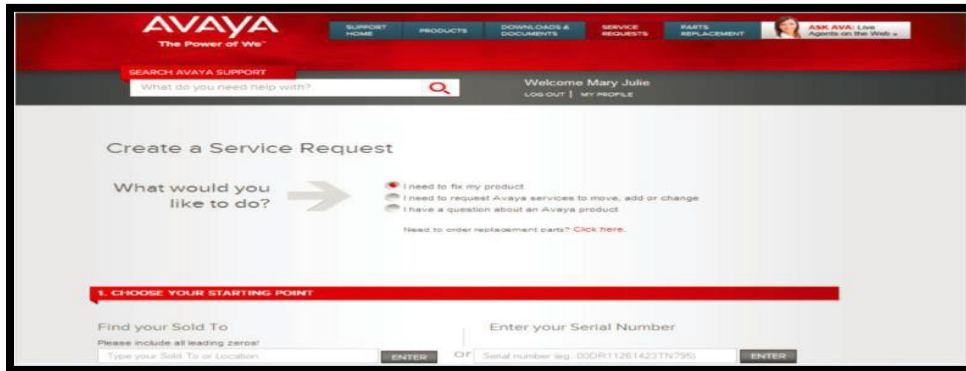 AVAYA
The Power of We™
SUPPORT HOME
PRODUCTS
DOWNLOADS & DOCUMENTS
SERVICE REQUESTS
PARTS REPLACEMENT
ASK AVA: Live Agents on the Web »
SEARCH AVAYA SUPPORT
What do you need help with?
Welcome Mary Julie
LOG OUT | MY PROFILE
Create a Service Request
What would you
like to do?
I need to fix my product
I need to request Avaya services to move, add or change
I have a question about an Avaya product
Need to order replacement parts? Click here.
1. CHOOSE YOUR STARTING POINT
Find your Sold To
Please include all leading zeros!
Type your Sold To or Location
ENTER
or
Enter your Serial Number
Serial number (eg. 00DR11261423TN795)
ENTER